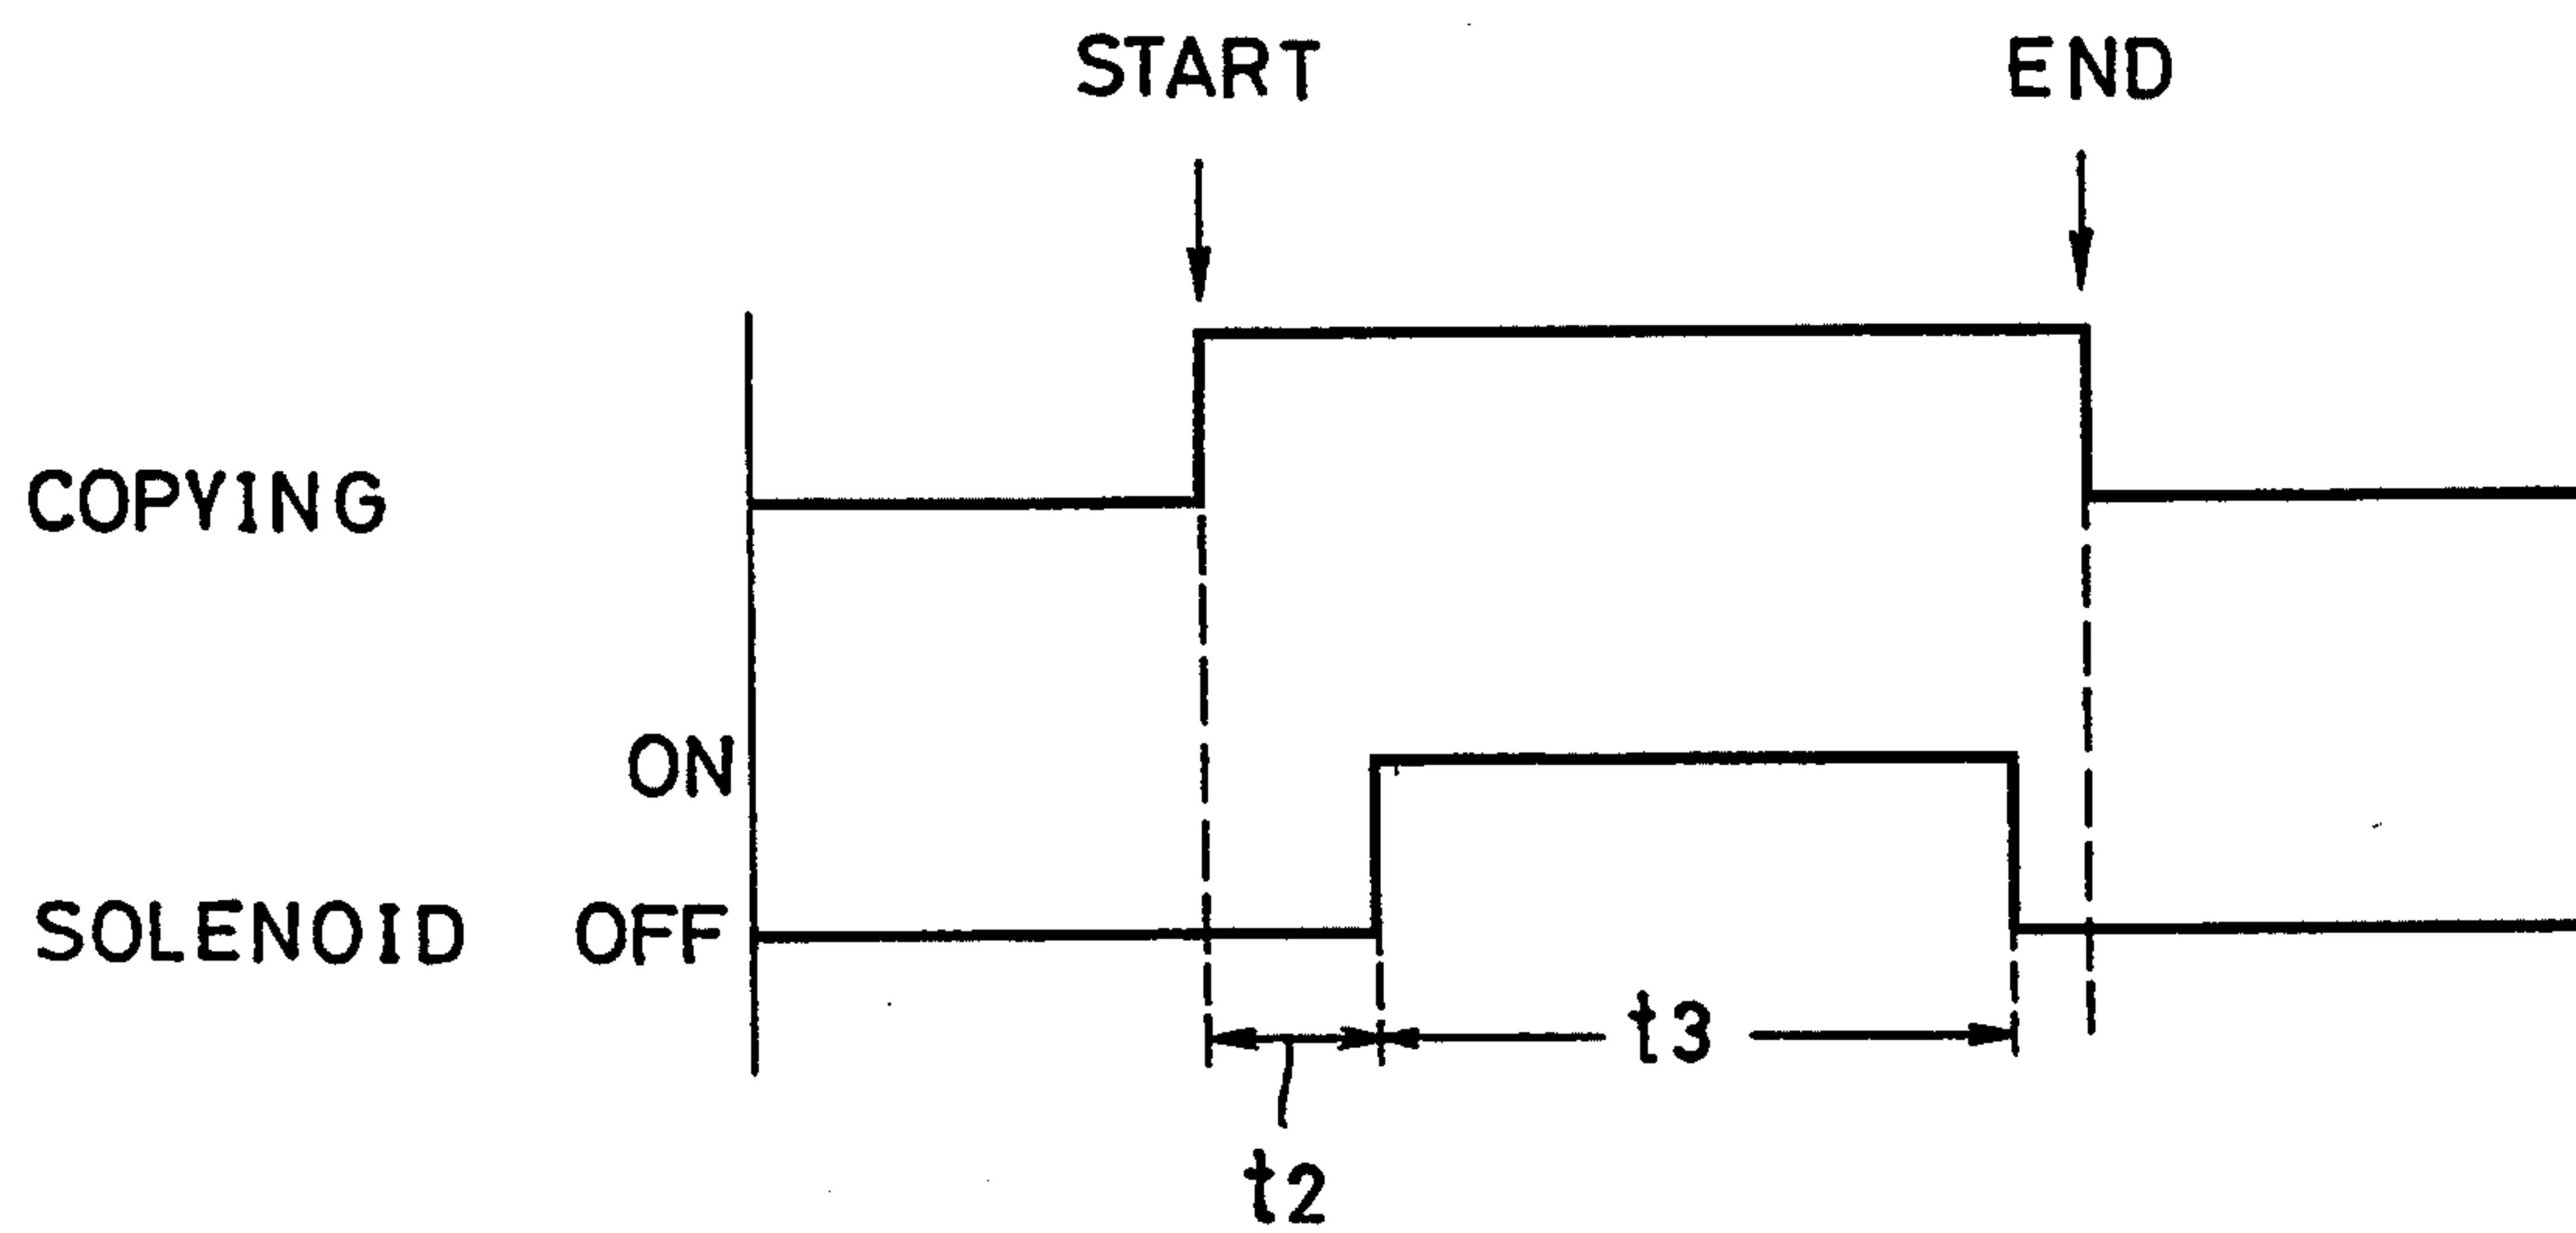 START END
COPYING
ON
SOLENOID OFF
t3
t2